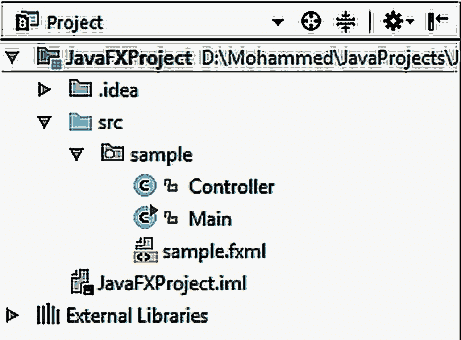 Project
JavaFXProject D:\Mohammed\JavaProjects\J
.idea
src
sample
Controller
Main
sample.fxml
JavaFXProject.iml
External Libraries